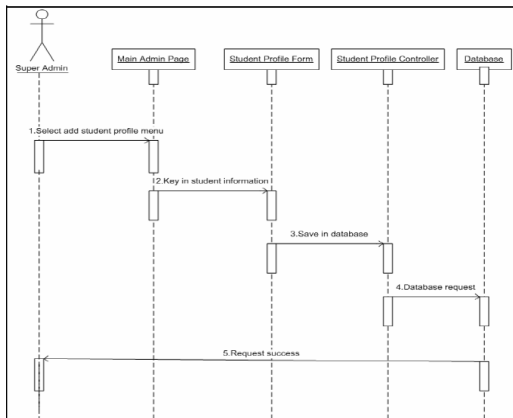 Super Admin
Main Admin Page
Student Profile Form
Student Profile Controller
Database
1.Select add student profile menu
2.Key in student information
3.Save in database
4.Database request
5.Request success